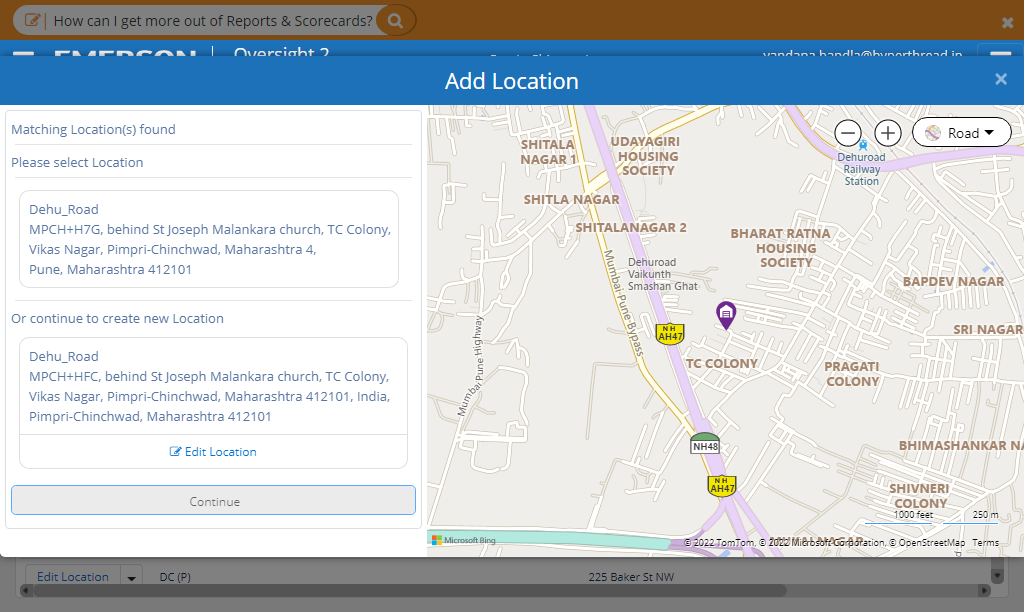 How can I get more out of Reports & Scorecards?
EMERSON
Oversight 2
vandana.bandla@hyperthread.in
Add Location
Matching Location(s) found
Please select Location
Dehu_Road
MPCH+H7G, behind St Joseph Malankara church, TC Colony,
Vikas Nagar, Pimpri-Chinchwad, Maharashtra 4,
Pune, Maharashtra 412101
Or continue to create new Location
Dehu_Road
MPCH+HFC, behind St Joseph Malankara church, TC Colony,
Vikas Nagar, Pimpri-Chinchwad, Maharashtra 412101, India,
Pimpri-Chinchwad, Maharashtra 412101
Edit Location
Continue
Road
Dehuroad
Railway
Station
SHITALA
NAGAR 1
UDAYAGIRI
HOUSING
SOCIETY
SHITLA NAGAR
SHITALANAGAR 2
BHARAT RATNA
HOUSING
SOCIETY
Dehuroad
Vaikunth
Smashan Ghat
BAPDEV NAGAR
Mumbai-Pune Bypass
NH
AH47
SRI NAGAR
Mumbai Pune Highway
TC COLONY
PRAGATI
COLONY
NH48
BHIMASHANKAR NA
NH
AH47
SHIVNERI
COLONY
1000 feet
250 m
Microsoft Bing
© 2022 TomTom, © 2022 Microsoft Corporation, © OpenStreetMap Terms
Edit Location
DC (P)
225 Baker St NW